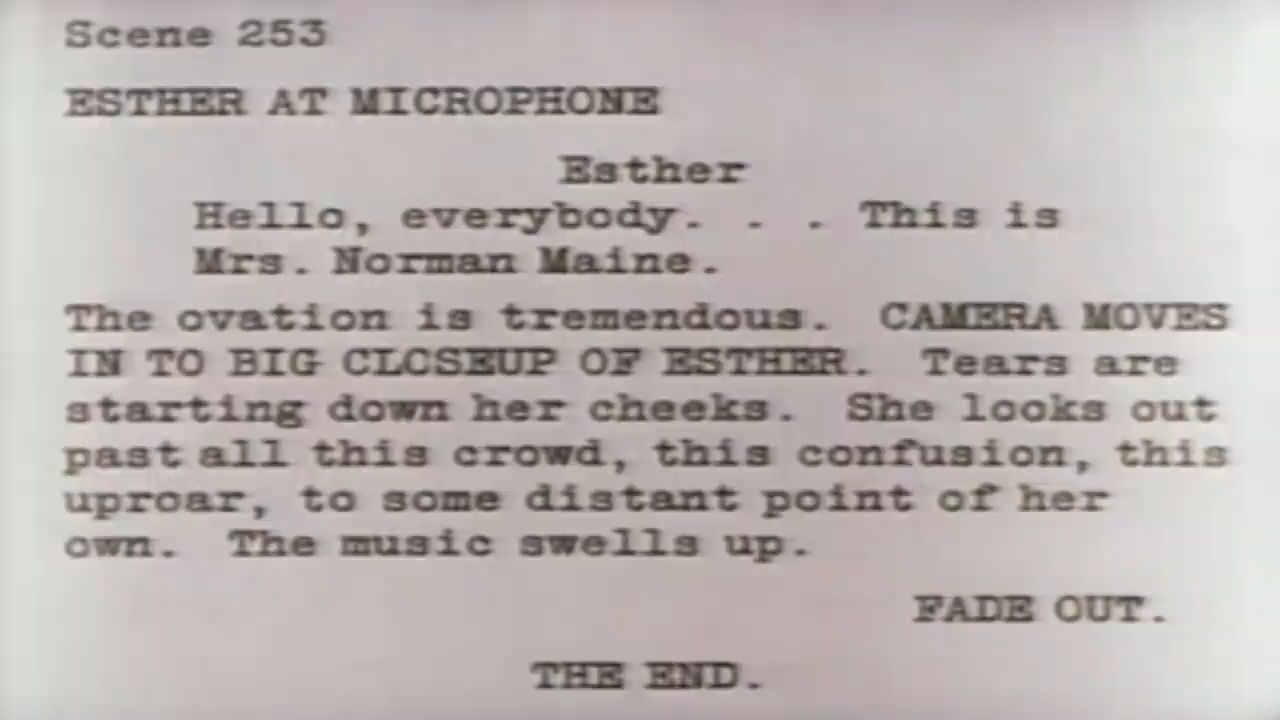 Scene 253
ESTHER AT MICROPHONE
Esther
Hello, everybody. . . This is
Mrs. Norman Maine.
The ovation is tremendous. CAMERA MOVES
IN TO BIG CLCSEUP OF ESTHER. Tears are
starting down her cheeks. She looks out
past all this crowd, this confusion, this
uproar, to some distant point of her
own. The music swells up.
FADE OUT.
THE END.